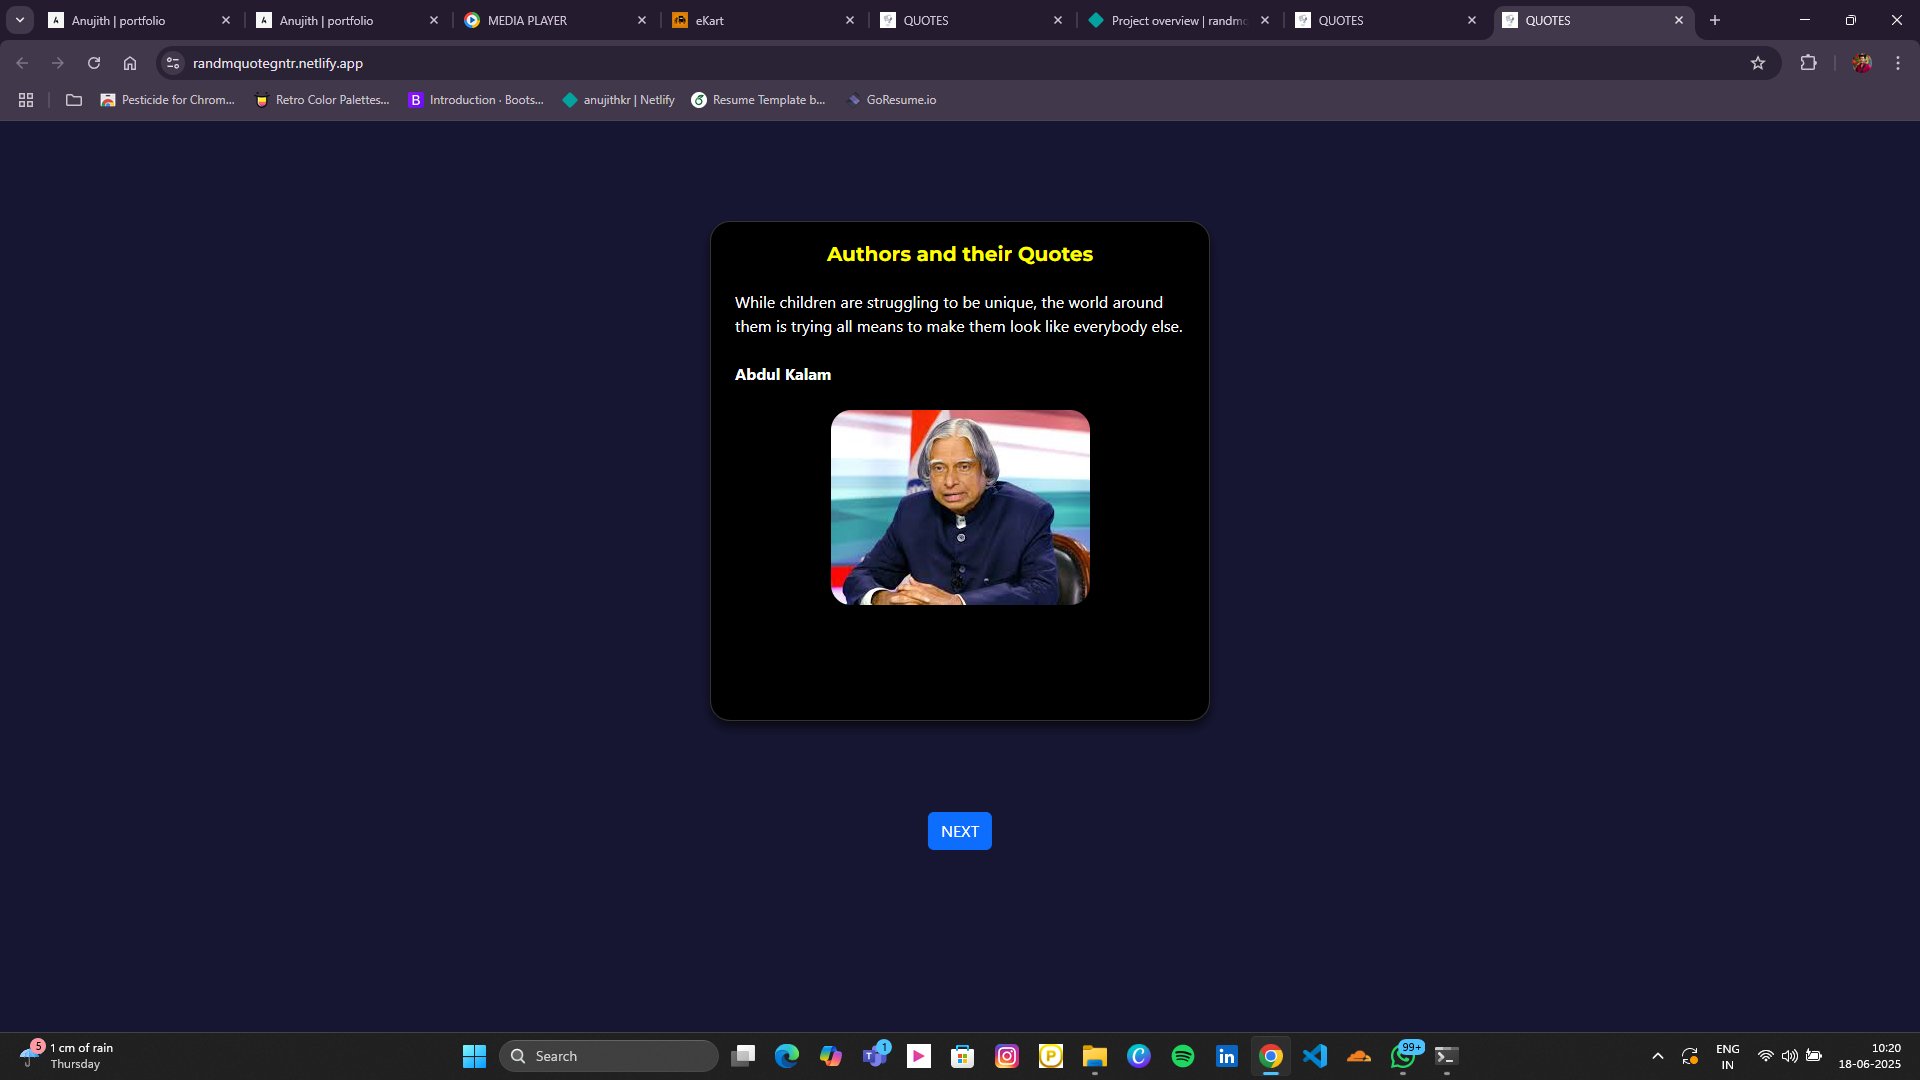 Anujith | portfolio
Anujith | portfolio
MEDIA PLAYER
eKart
QUOTES
Project overview | randmq
QUOTES
QUOTES
randmquotegntr.netlify.app
Pesticide for Chrom...
Retro Color Palettes...
B
Introduction · Boots...
anujithkr | Netlify
Resume Template b...
GoResume.io
Authors and their Quotes
While children are struggling to be unique, the world around
them is trying all means to make them look like everybody else.
Abdul Kalam
NEXT
5
1 cm of rain
Thursday
Search
1
P
C
in
99+
ENG
IN
10:20
18-06-2025